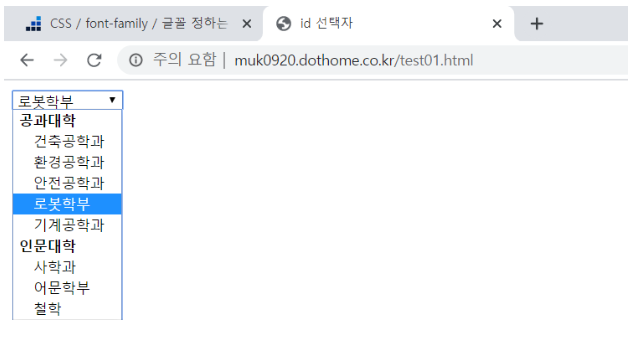 CSS / font-family / 글꼴 정하는
id 선택자
주의 요함 | muk0920.dothome.co.kr/test01.html
로봇학부
공과대학
건축공학과
환경공학과
안전공학과
로봇학부
기계공학과
인문대학
사학과
어문학부
철학